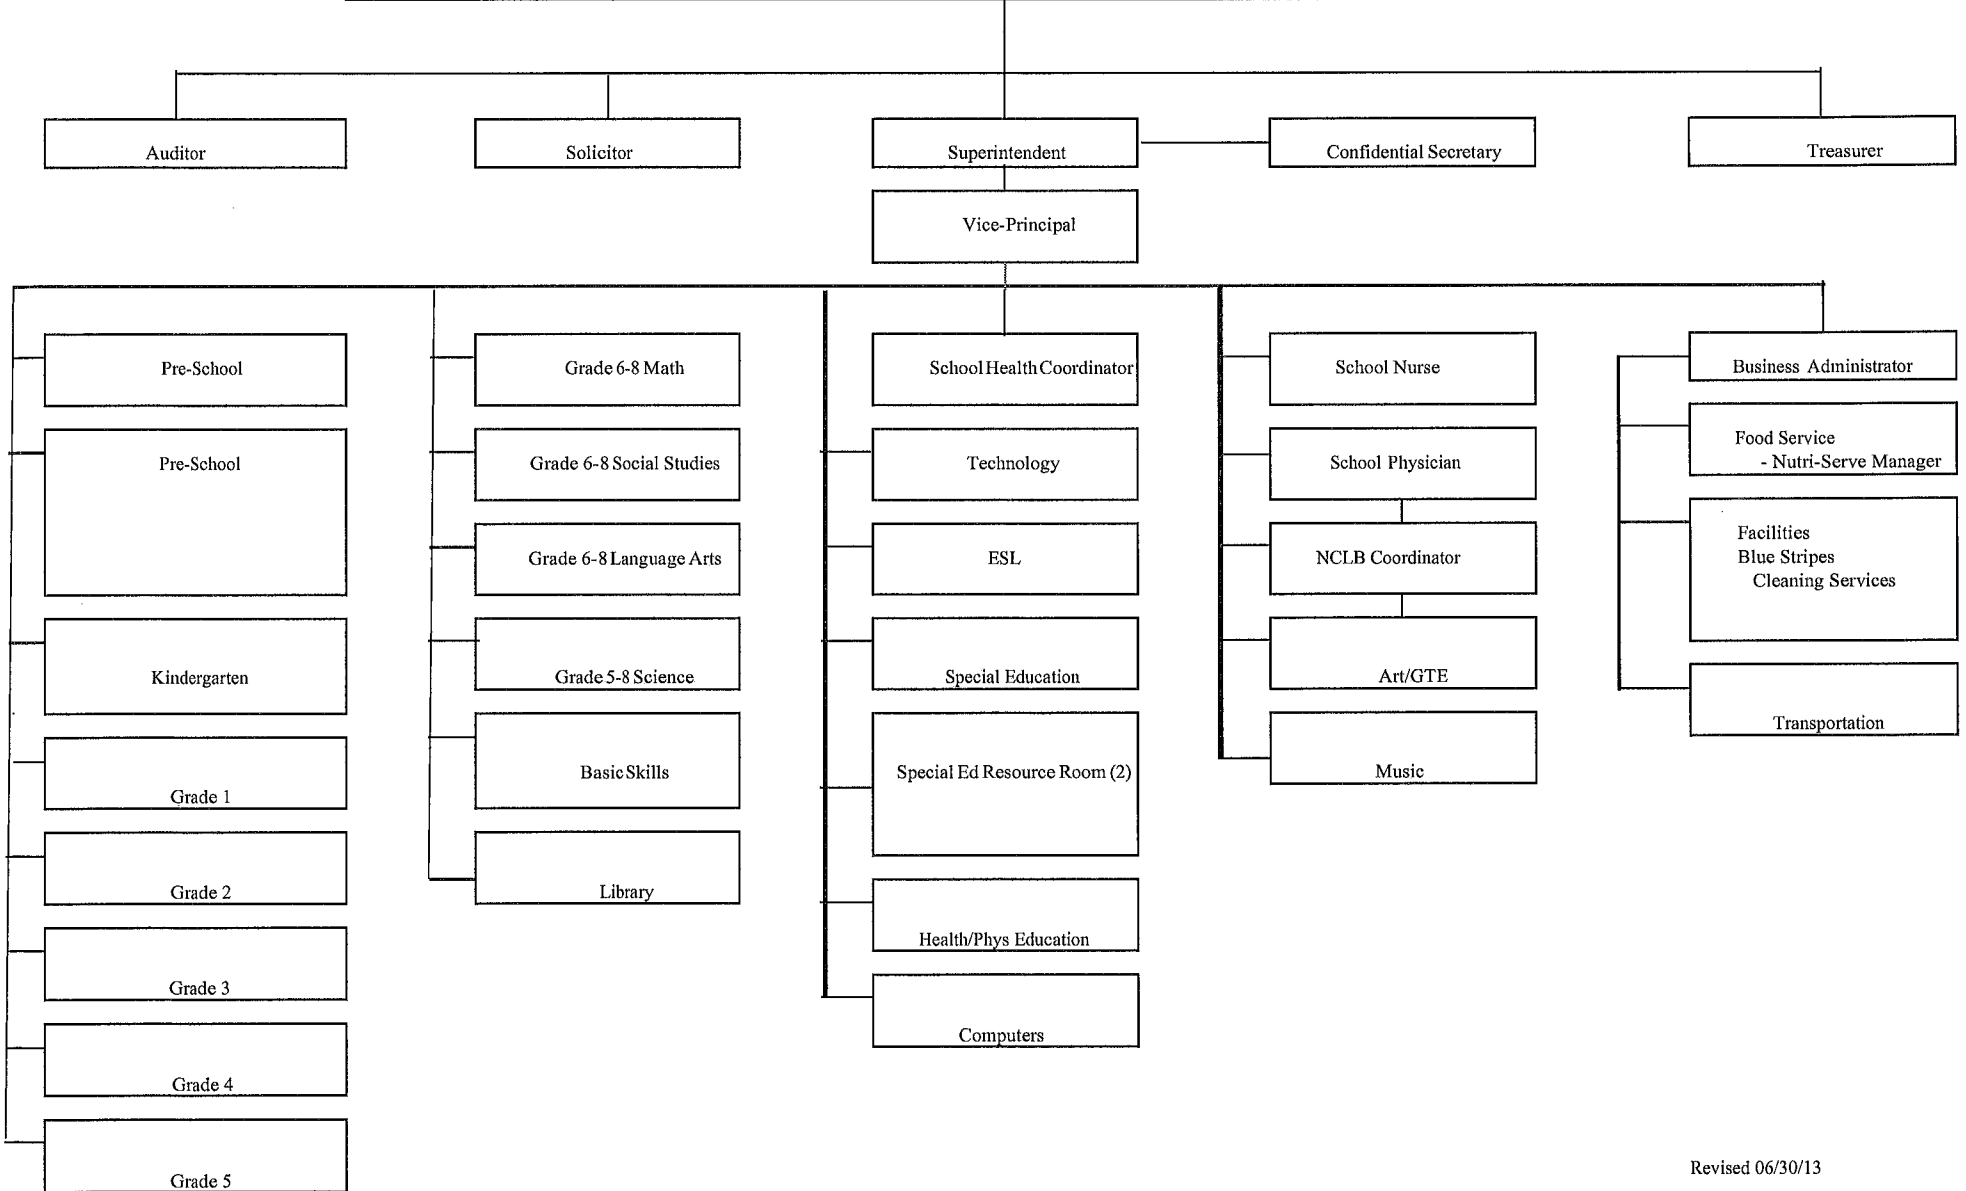 Auditor
Solicitor
Superintendent
Confidential Secretary
Treasurer
Vice-Principal
Pre-School
Pre-School
Kindergarten
Grade 1
Grade 2
Grade 3
Grade 4
Grade 5
Grade 6-8 Math
Grade 6-8 Social Studies
Grade 6-8 Language Arts
Grade 5-8 Science
Basic Skills
Library
School Health Coordinator
Technology
ESL
Special Education
Special Ed Resource Room (2)
Health/Phys Education
Computers
School Nurse
School Physician
NCLB Coordinator
Art/GTE
Music
Business Administrator
Food Service
- Nutri-Serve Manager
Facilities
Blue Stripes
Cleaning Services
Transportation
Revised 06/30/13